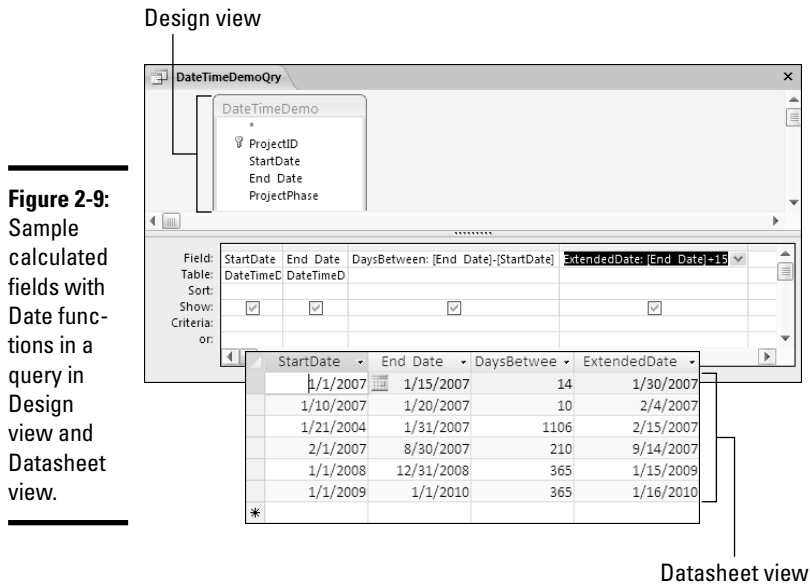 Design view
DateTimeDemoQry
DateTimeDemo
*
ProjectID
StartDate
End Date
ProjectPhase
Figure 2-9:
Sample
calculated
fields with
Date func-
tions in a
query in
Design
view and
Datasheet
view.
Field: StartDate End Date DaysBetween: [End Date]-[StartDate] ExtendedDate: [End Date]+15
Table: DateTimeD DateTimeD
Sort:
Show:
Criteria:
or:
StartDate End Date DaysBetwee ExtendedDate
1/1/2007 1/15/2007 14 1/30/2007
1/10/2007 1/20/2007 10 2/4/2007
1/21/2004 1/31/2007 1106 2/15/2007
2/1/2007 8/30/2007 210 9/14/2007
1/1/2008 12/31/2008 365 1/15/2009
1/1/2009 1/1/2010 365 1/16/2010
*
Datasheet view